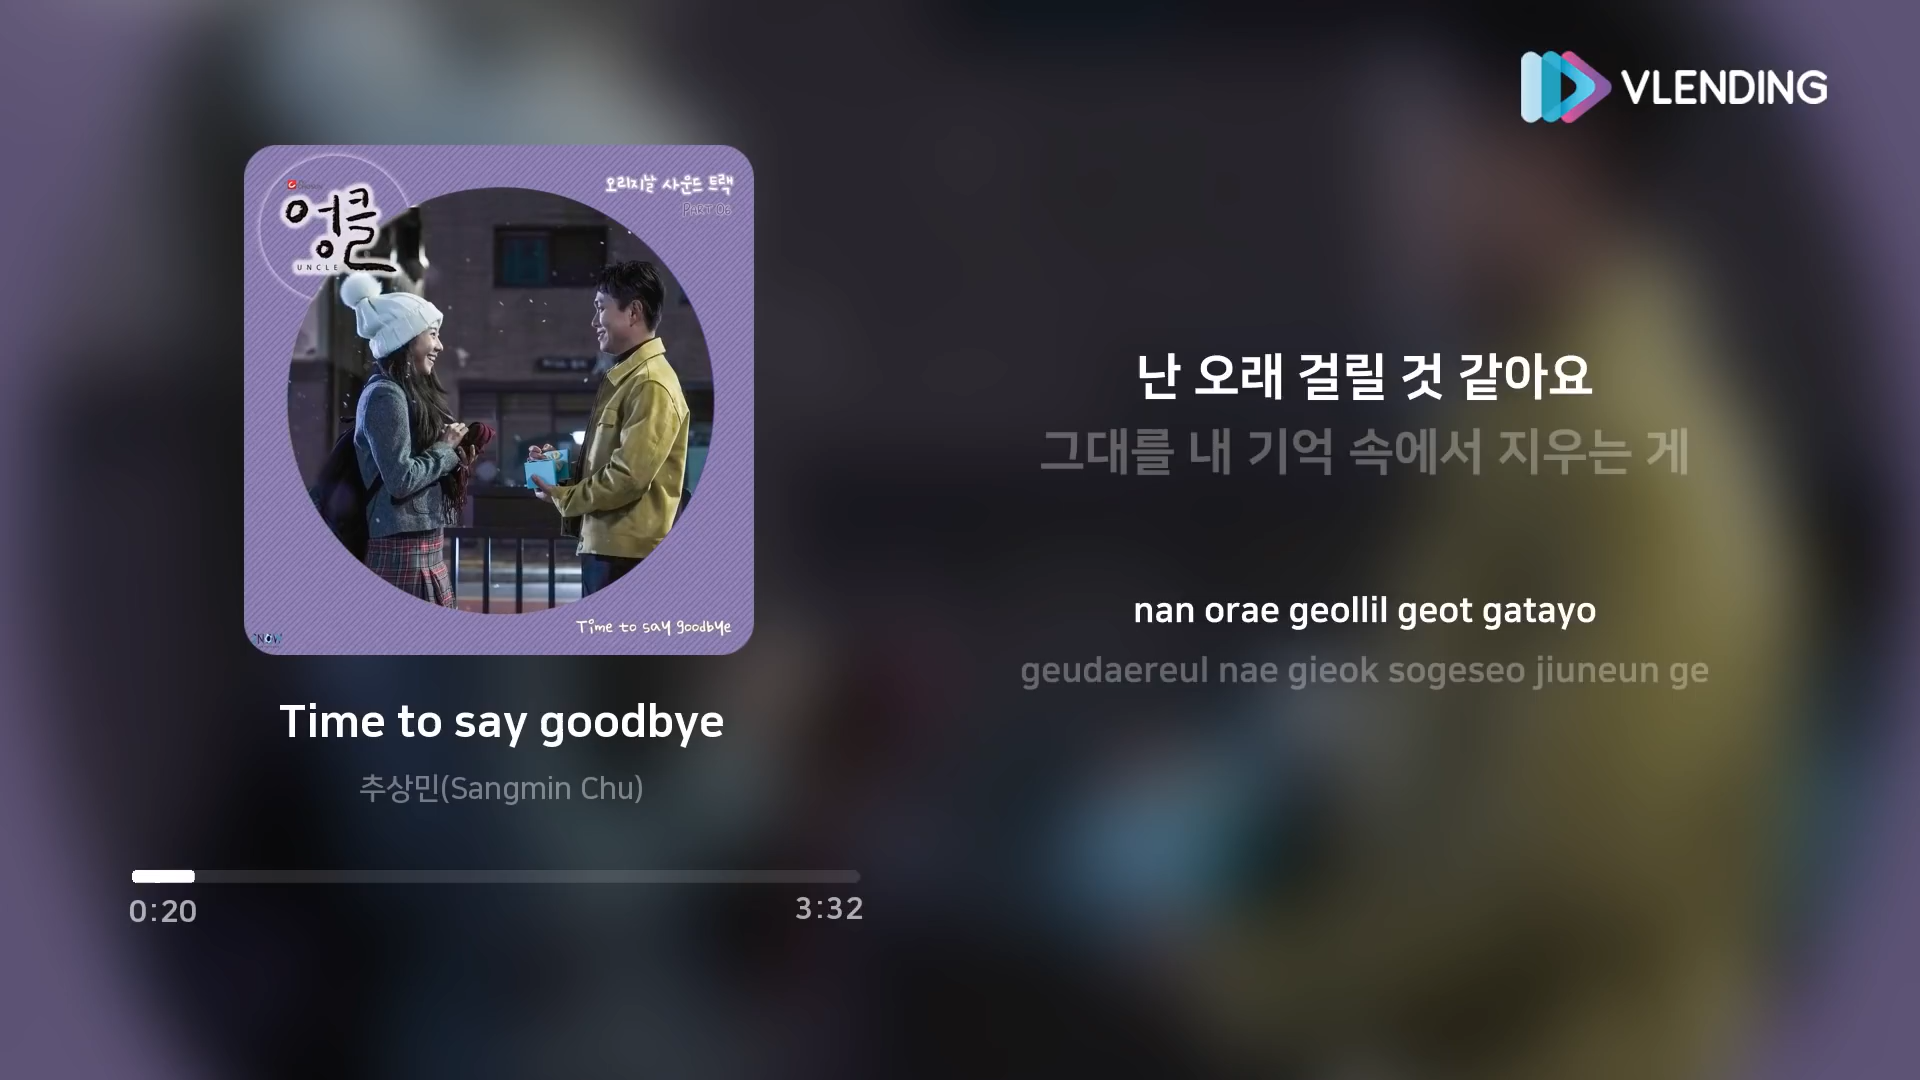 VLENDING
엉클
UNCLE
오리지날 사운드 트랙
PART 06
Time to say goodbye
NOW
Time to say goodbye
추상민(Sangmin Chu)
0:20
3:32
난 오래 걸릴 것 같아요
그대를 내 기억 속에서 지우는 게
nan orae geollil geot gatayo
geudaereul nae gieok sogeseo jiuneun ge